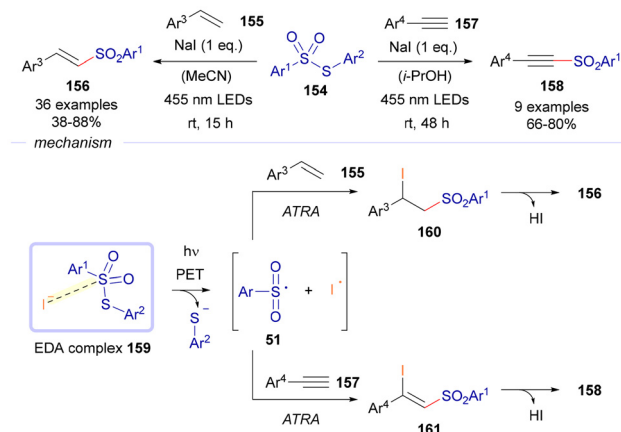 Ar3 155
NaI (1 eq.)
(MeCN)
455 nm LEDs
rt, 15 h
Ar3 SO2Ar1
156
36 examples
38-88%
O O
S
Ar1 S Ar2
154
Ar4 157
NaI (1 eq.)
(i-PrOH)
455 nm LEDs
rt, 48 h
Ar4 SO2Ar1
158
9 examples
66-80%
mechanism
Ar3 155
ATRA
I
Ar3 SO2Ar1
160
HI
156
Ar1 O
S O
I− S
Ar2
EDA complex 159
hν
PET
S−
Ar2
O
Ar S• + I•
O
51
Ar4 157
ATRA
I
Ar4 SO2Ar1
161
HI
158